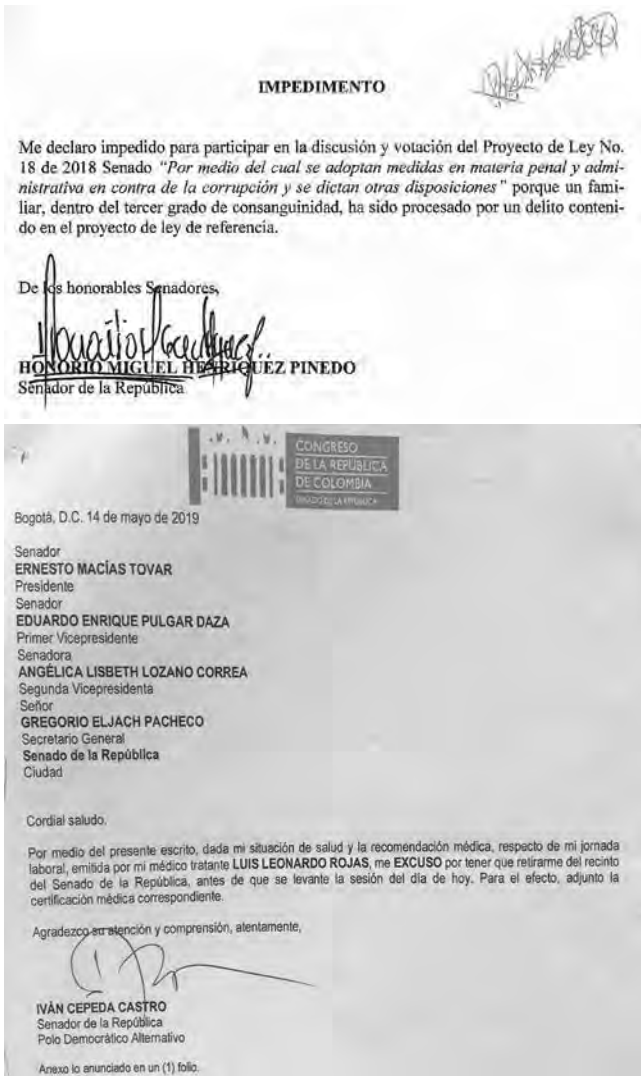 IMPEDIMENTO
Me declaro impedido para participar en la discusión y votación del Proyecto de Ley No.
18 de 2018 Senado "Por medio del cual se adoptan medidas en materia penal y admi-
nistrativa en contra de la corrupción y se dictan otras disposiciones" porque un fami-
liar, dentro del tercer grado de consanguinidad, ha sido procesado por un delito conteni-
do en el proyecto de ley de referencia.
De los honorables Senadores,
HONORIO MIGUEL HENRIQUEZ PINEDO
Senador de la República
CONGRESO
DE LA REPÚBLICA
DE COLOMBIA
SENADO DE LA REPÚBLICA
Bogotá, D.C. 14 de mayo de 2019
Senador
ERNESTO MACÍAS TOVAR
Presidente
Senador
EDUARDO ENRIQUE PULGAR DAZA
Primer Vicepresidente
Senadora
ANGÉLICA LISBETH LOZANO CORREA
Segunda Vicepresidenta
Señor
GREGORIO ELJACH PACHECO
Secretario General
Senado de la República
Ciudad
Cordial saludo.
Por medio del presente escrito, dada mi situación de salud y la recomendación médica, respecto de mi jornada
laboral, emitida por mi médico tratante LUIS LEONARDO ROJAS, me EXCUSO por tener que retirarme del recinto
del Senado de la República, antes de que se levante la sesión del día de hoy. Para el efecto, adjunto la
certificación médica correspondiente.
Agradezco su atención y comprensión, atentamente,
IVÁN CEPEDA CASTRO
Senador de la República
Polo Democrático Alternativo
Anexo lo anunciado en un (1) folio.